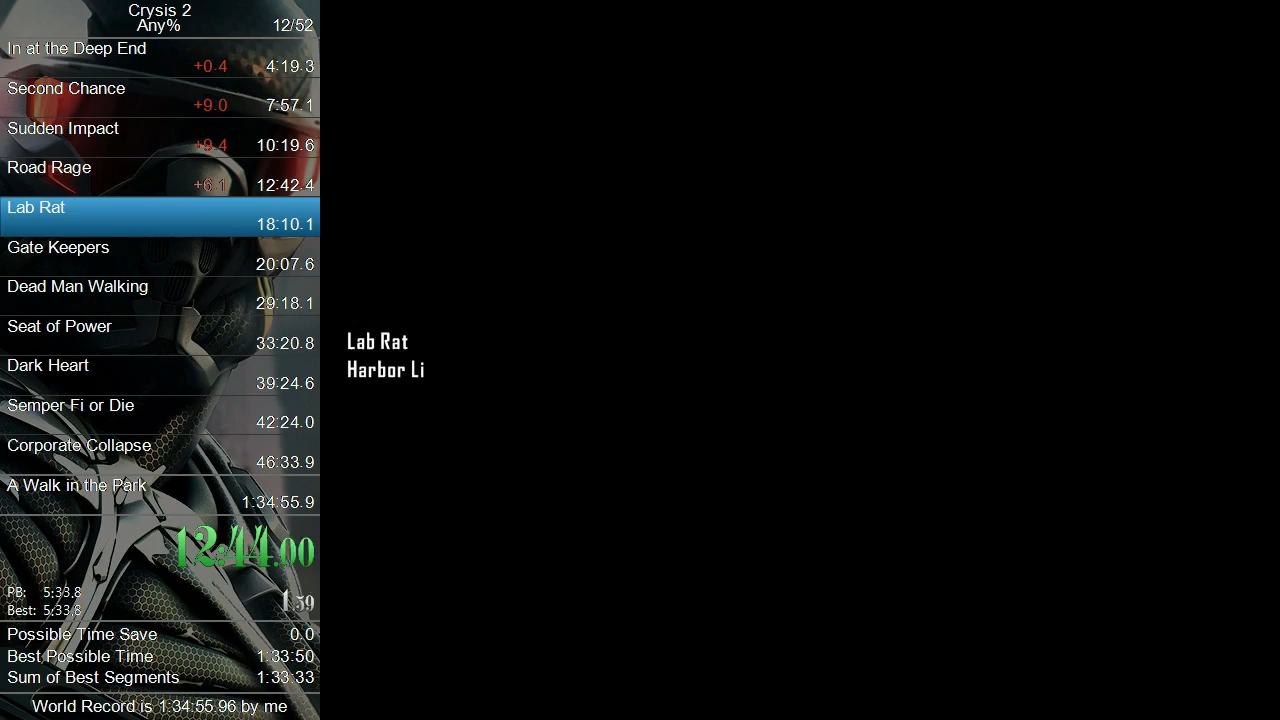 Crysis 2
Any% 12/52
In at the Deep End
+0.4 4:19.3
Second Chance
+9.0 7:57.1
Sudden Impact
+9.4 10:19.6
Road Rage
+6.1 12:42.4
Lab Rat
18:10.1
Gate Keepers
20:07.6
Dead Man Walking
29:18.1
Seat of Power
33:20.8
Dark Heart
39:24.6
Semper Fi or Die
42:24.0
Corporate Collapse
46:33.9
A Walk in the Park
1:34:55.9
12:44.00
PB: 5:33.8
Best: 5:33.8
1.59
Possible Time Save 0.0
Best Possible Time 1:33:50
Sum of Best Segments 1:33:33
World Record is 1:34:55.96 by me
Lab Rat
Harbor Li